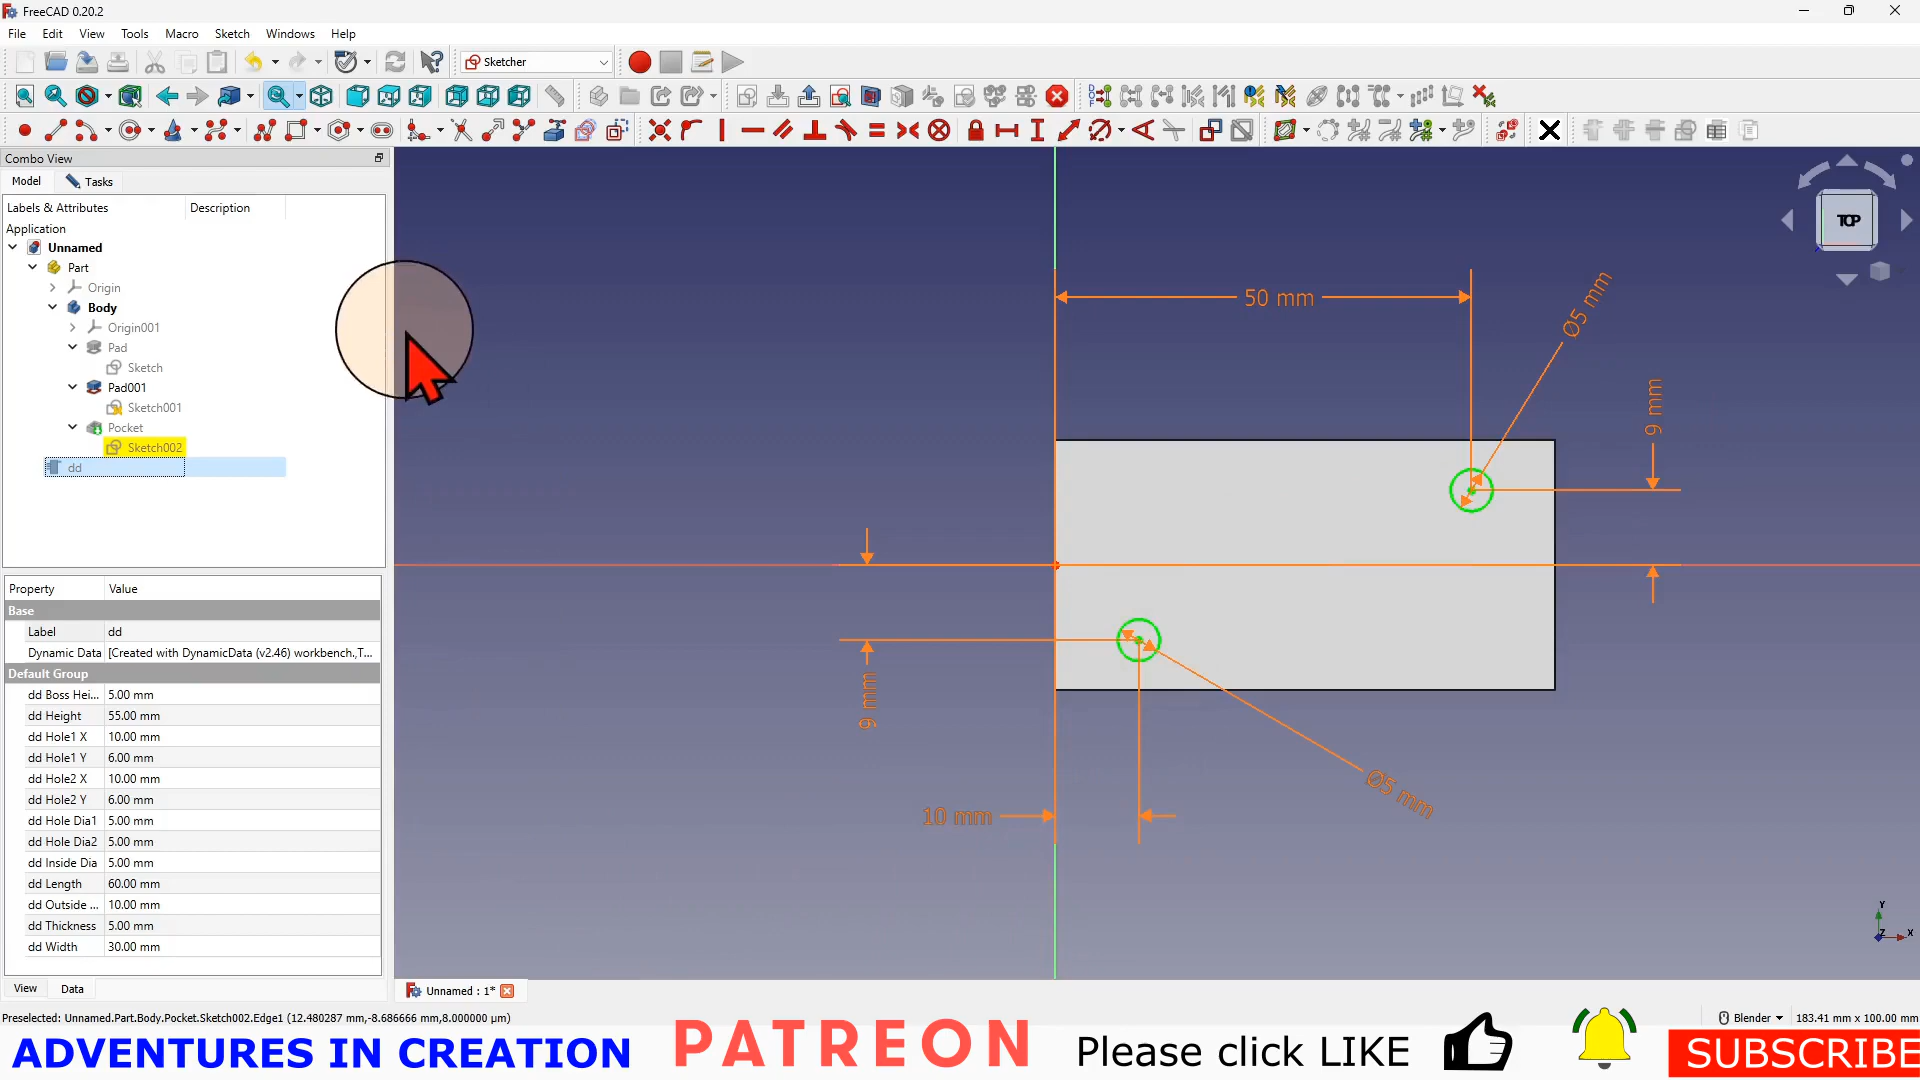 FreeCAD 0.20.2
File Edit View Tools Macro Sketch Windows Help
Sketcher
Combo View
Model Tasks
Labels & Attributes Description
Application
Unnamed
Part
Origin
Body
Origin001
Pad
Sketch
Pad001
Sketch001
Pocket
Sketch002
dd
Property Value
Base
Label dd
Dynamic Data [Created with DynamicData (v2.46) workbench.,T...
Default Group
dd Boss Hei... 5.00 mm
dd Height 55.00 mm
dd Hole1 X 10.00 mm
dd Hole1 Y 6.00 mm
dd Hole2 X 10.00 mm
dd Hole2 Y 6.00 mm
dd Hole Dia1 5.00 mm
dd Hole Dia2 5.00 mm
dd Inside Dia 5.00 mm
dd Length 60.00 mm
dd Outside ... 10.00 mm
dd Thickness 5.00 mm
dd Width 30.00 mm
View Data
TOP
50 mm
Ø5 mm
9 mm
9 mm
Ø5 mm
10 mm
Y
Z X
Unnamed : 1*
Preselected: Unnamed.Part.Body.Pocket.Sketch002.Edge1 (12.480287 mm,-8.686666 mm,8.000000 µm)
Blender 183.41 mm x 100.00 mm
ADVENTURES IN CREATION PATREON Please click LIKE SUBSCRIBE